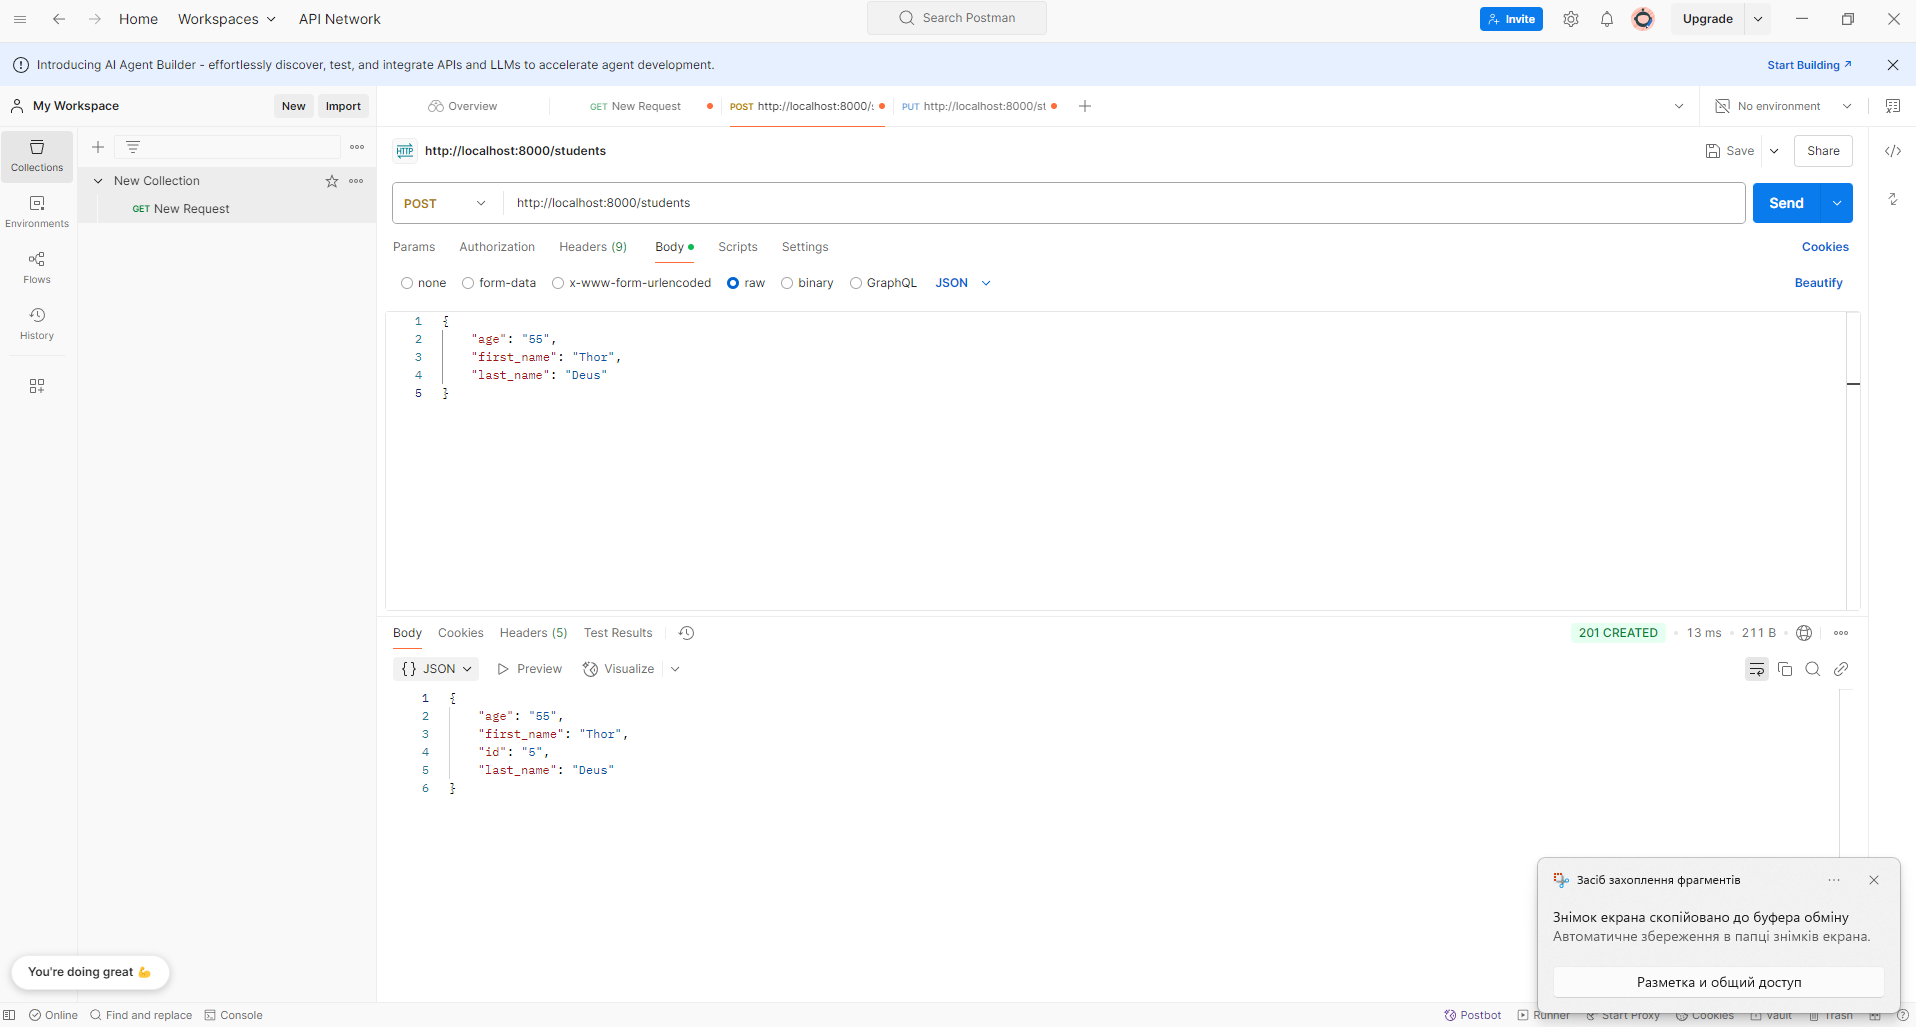 Home Workspaces API Network Search Postman Invite Upgrade
Introducing AI Agent Builder - effortlessly discover, test, and integrate APIs and LLMs to accelerate agent development. Start Building
My Workspace New Import Overview GET New Request POST http://localhost:8000/s PUT http://localhost:8000/st No environment
Collections
Environments
Flows
History
New Collection
GET New Request
HTTP http://localhost:8000/students Save Share
POST http://localhost:8000/students Send
Params Authorization Headers (9) Body Scripts Settings Cookies
none form-data x-www-form-urlencoded raw binary GraphQL JSON Beautify
1 {
2 "age": "55",
3 "first_name": "Thor",
4 "last_name": "Deus"
5 }
Body Cookies Headers (5) Test Results 201 CREATED 13 ms 211 B
{} JSON Preview Visualize
1 {
2 "age": "55",
3 "first_name": "Thor",
4 "id": "5",
5 "last_name": "Deus"
6 }
Засіб захоплення фрагментів
Знімок екрана скопійовано до буфера обміну
Автоматичне збереження в папці знімків екрана.
Разметка и общий доступ
You're doing great 💪
Online Find and replace Console Postbot Runner Start Proxy Cookies Vault Trash